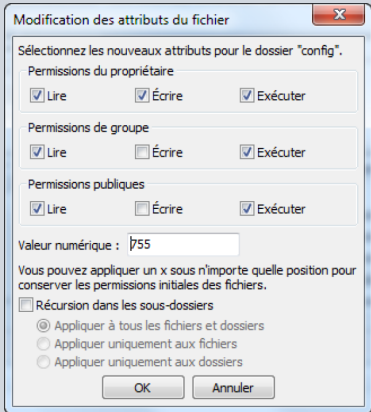 Modification des attributs du fichier
Sélectionnez les nouveaux attributs pour le dossier "config".
Permissions du propriétaire
Lire Écrire Exécuter
Permissions de groupe
Lire Écrire Exécuter
Permissions publiques
Lire Écrire Exécuter
Valeur numérique : 755
Vous pouvez appliquer un x sous n'importe quelle position pour
conserver les permissions initiales des fichiers.
Récursion dans les sous-dossiers
Appliquer à tous les fichiers et dossiers
Appliquer uniquement aux fichiers
Appliquer uniquement aux dossiers
OK Annuler